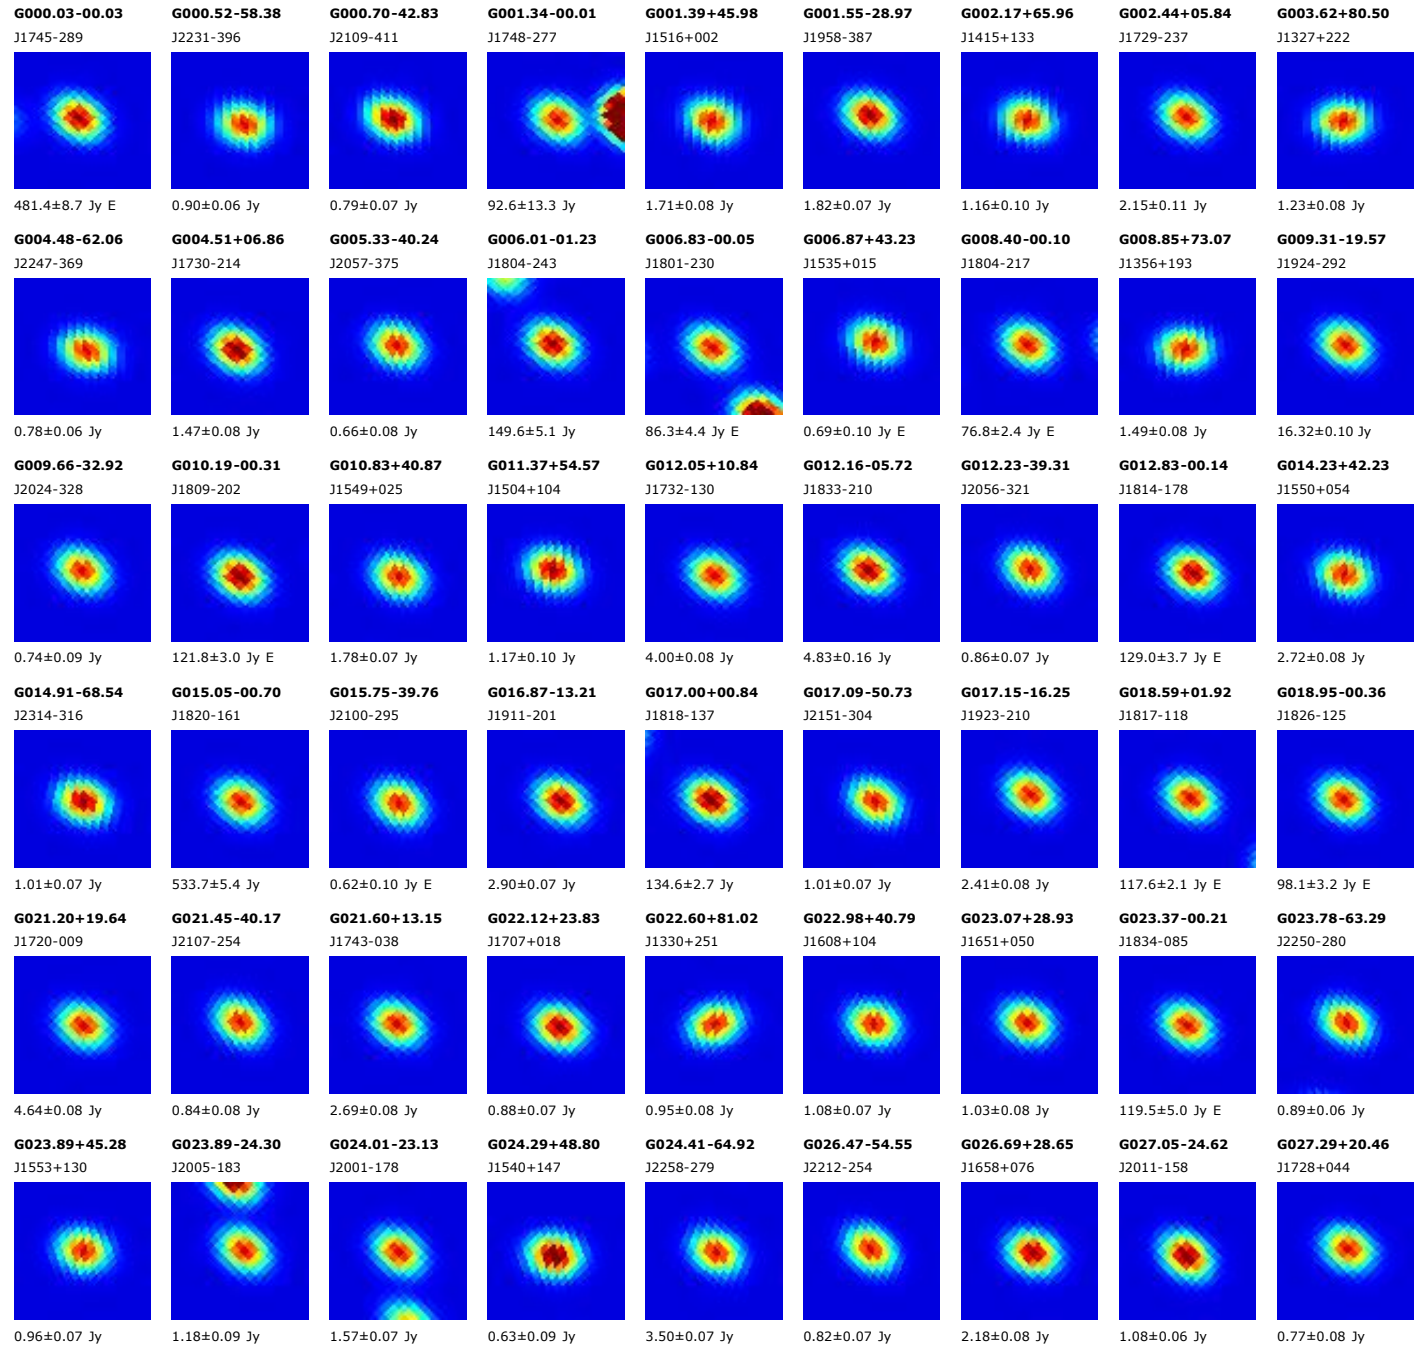 G000.03-00.03 G000.52-58.38 G000.70-42.83 G001.34-00.01 G001.39+45.98 G001.55-28.97 G002.17+65.96 G002.44+05.84 G003.62+80.50
J1745-289 J2231-396 J2109-411 J1748-277 J1516+002 J1958-387 J1415+133 J1729-237 J1327+222
481.4±8.7 Jy E 0.90±0.06 Jy 0.79±0.07 Jy 92.6±13.3 Jy 1.71±0.08 Jy 1.82±0.07 Jy 1.16±0.10 Jy 2.15±0.11 Jy 1.23±0.08 Jy
G004.48-62.06 G004.51+06.86 G005.33-40.24 G006.01-01.23 G006.83-00.05 G006.87+43.23 G008.40-00.10 G008.85+73.07 G009.31-19.57
J2247-369 J1730-214 J2057-375 J1804-243 J1801-230 J1535+015 J1804-217 J1356+193 J1924-292
0.78±0.06 Jy 1.47±0.08 Jy 0.66±0.08 Jy 149.6±5.1 Jy 86.3±4.4 Jy E 0.69±0.10 Jy E 76.8±2.4 Jy E 1.49±0.08 Jy 16.32±0.10 Jy
G009.66-32.92 G010.19-00.31 G010.83+40.87 G011.37+54.57 G012.05+10.84 G012.16-05.72 G012.23-39.31 G012.83-00.14 G014.23+42.23
J2024-328 J1809-202 J1549+025 J1504+104 J1732-130 J1833-210 J2056-321 J1814-178 J1550+054
0.74±0.09 Jy 121.8±3.0 Jy E 1.78±0.07 Jy 1.17±0.10 Jy 4.00±0.08 Jy 4.83±0.16 Jy 0.86±0.07 Jy 129.0±3.7 Jy E 2.72±0.08 Jy
G014.91-68.54 G015.05-00.70 G015.75-39.76 G016.87-13.21 G017.00+00.84 G017.09-50.73 G017.15-16.25 G018.59+01.92 G018.95-00.36
J2314-316 J1820-161 J2100-295 J1911-201 J1818-137 J2151-304 J1923-210 J1817-118 J1826-125
1.01±0.07 Jy 533.7±5.4 Jy 0.62±0.10 Jy E 2.90±0.07 Jy 134.6±2.7 Jy 1.01±0.07 Jy 2.41±0.08 Jy 117.6±2.1 Jy E 98.1±3.2 Jy E
G021.20+19.64 G021.45-40.17 G021.60+13.15 G022.12+23.83 G022.60+81.02 G022.98+40.79 G023.07+28.93 G023.37-00.21 G023.78-63.29
J1720-009 J2107-254 J1743-038 J1707+018 J1330+251 J1608+104 J1651+050 J1834-085 J2250-280
4.64±0.08 Jy 0.84±0.08 Jy 2.69±0.08 Jy 0.88±0.07 Jy 0.95±0.08 Jy 1.08±0.07 Jy 1.03±0.08 Jy 119.5±5.0 Jy E 0.89±0.06 Jy
G023.89+45.28 G023.89-24.30 G024.01-23.13 G024.29+48.80 G024.41-64.92 G026.47-54.55 G026.69+28.65 G027.05-24.62 G027.29+20.46
J1553+130 J2005-183 J2001-178 J1540+147 J2258-279 J2212-254 J1658+076 J2011-158 J1728+044
0.96±0.07 Jy 1.18±0.09 Jy 1.57±0.07 Jy 0.63±0.09 Jy 3.50±0.07 Jy 0.82±0.07 Jy 2.18±0.08 Jy 1.08±0.06 Jy 0.77±0.08 Jy